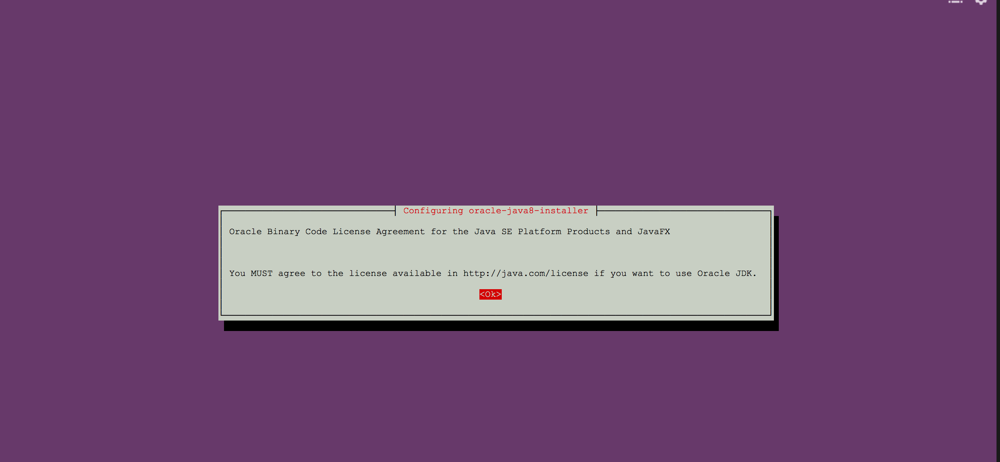 Configuring oracle-java8-installer
Oracle Binary Code License Agreement for the Java SE Platform Products and JavaFX
You MUST agree to the license available in http://java.com/license if you want to use Oracle JDK.
<Ok>